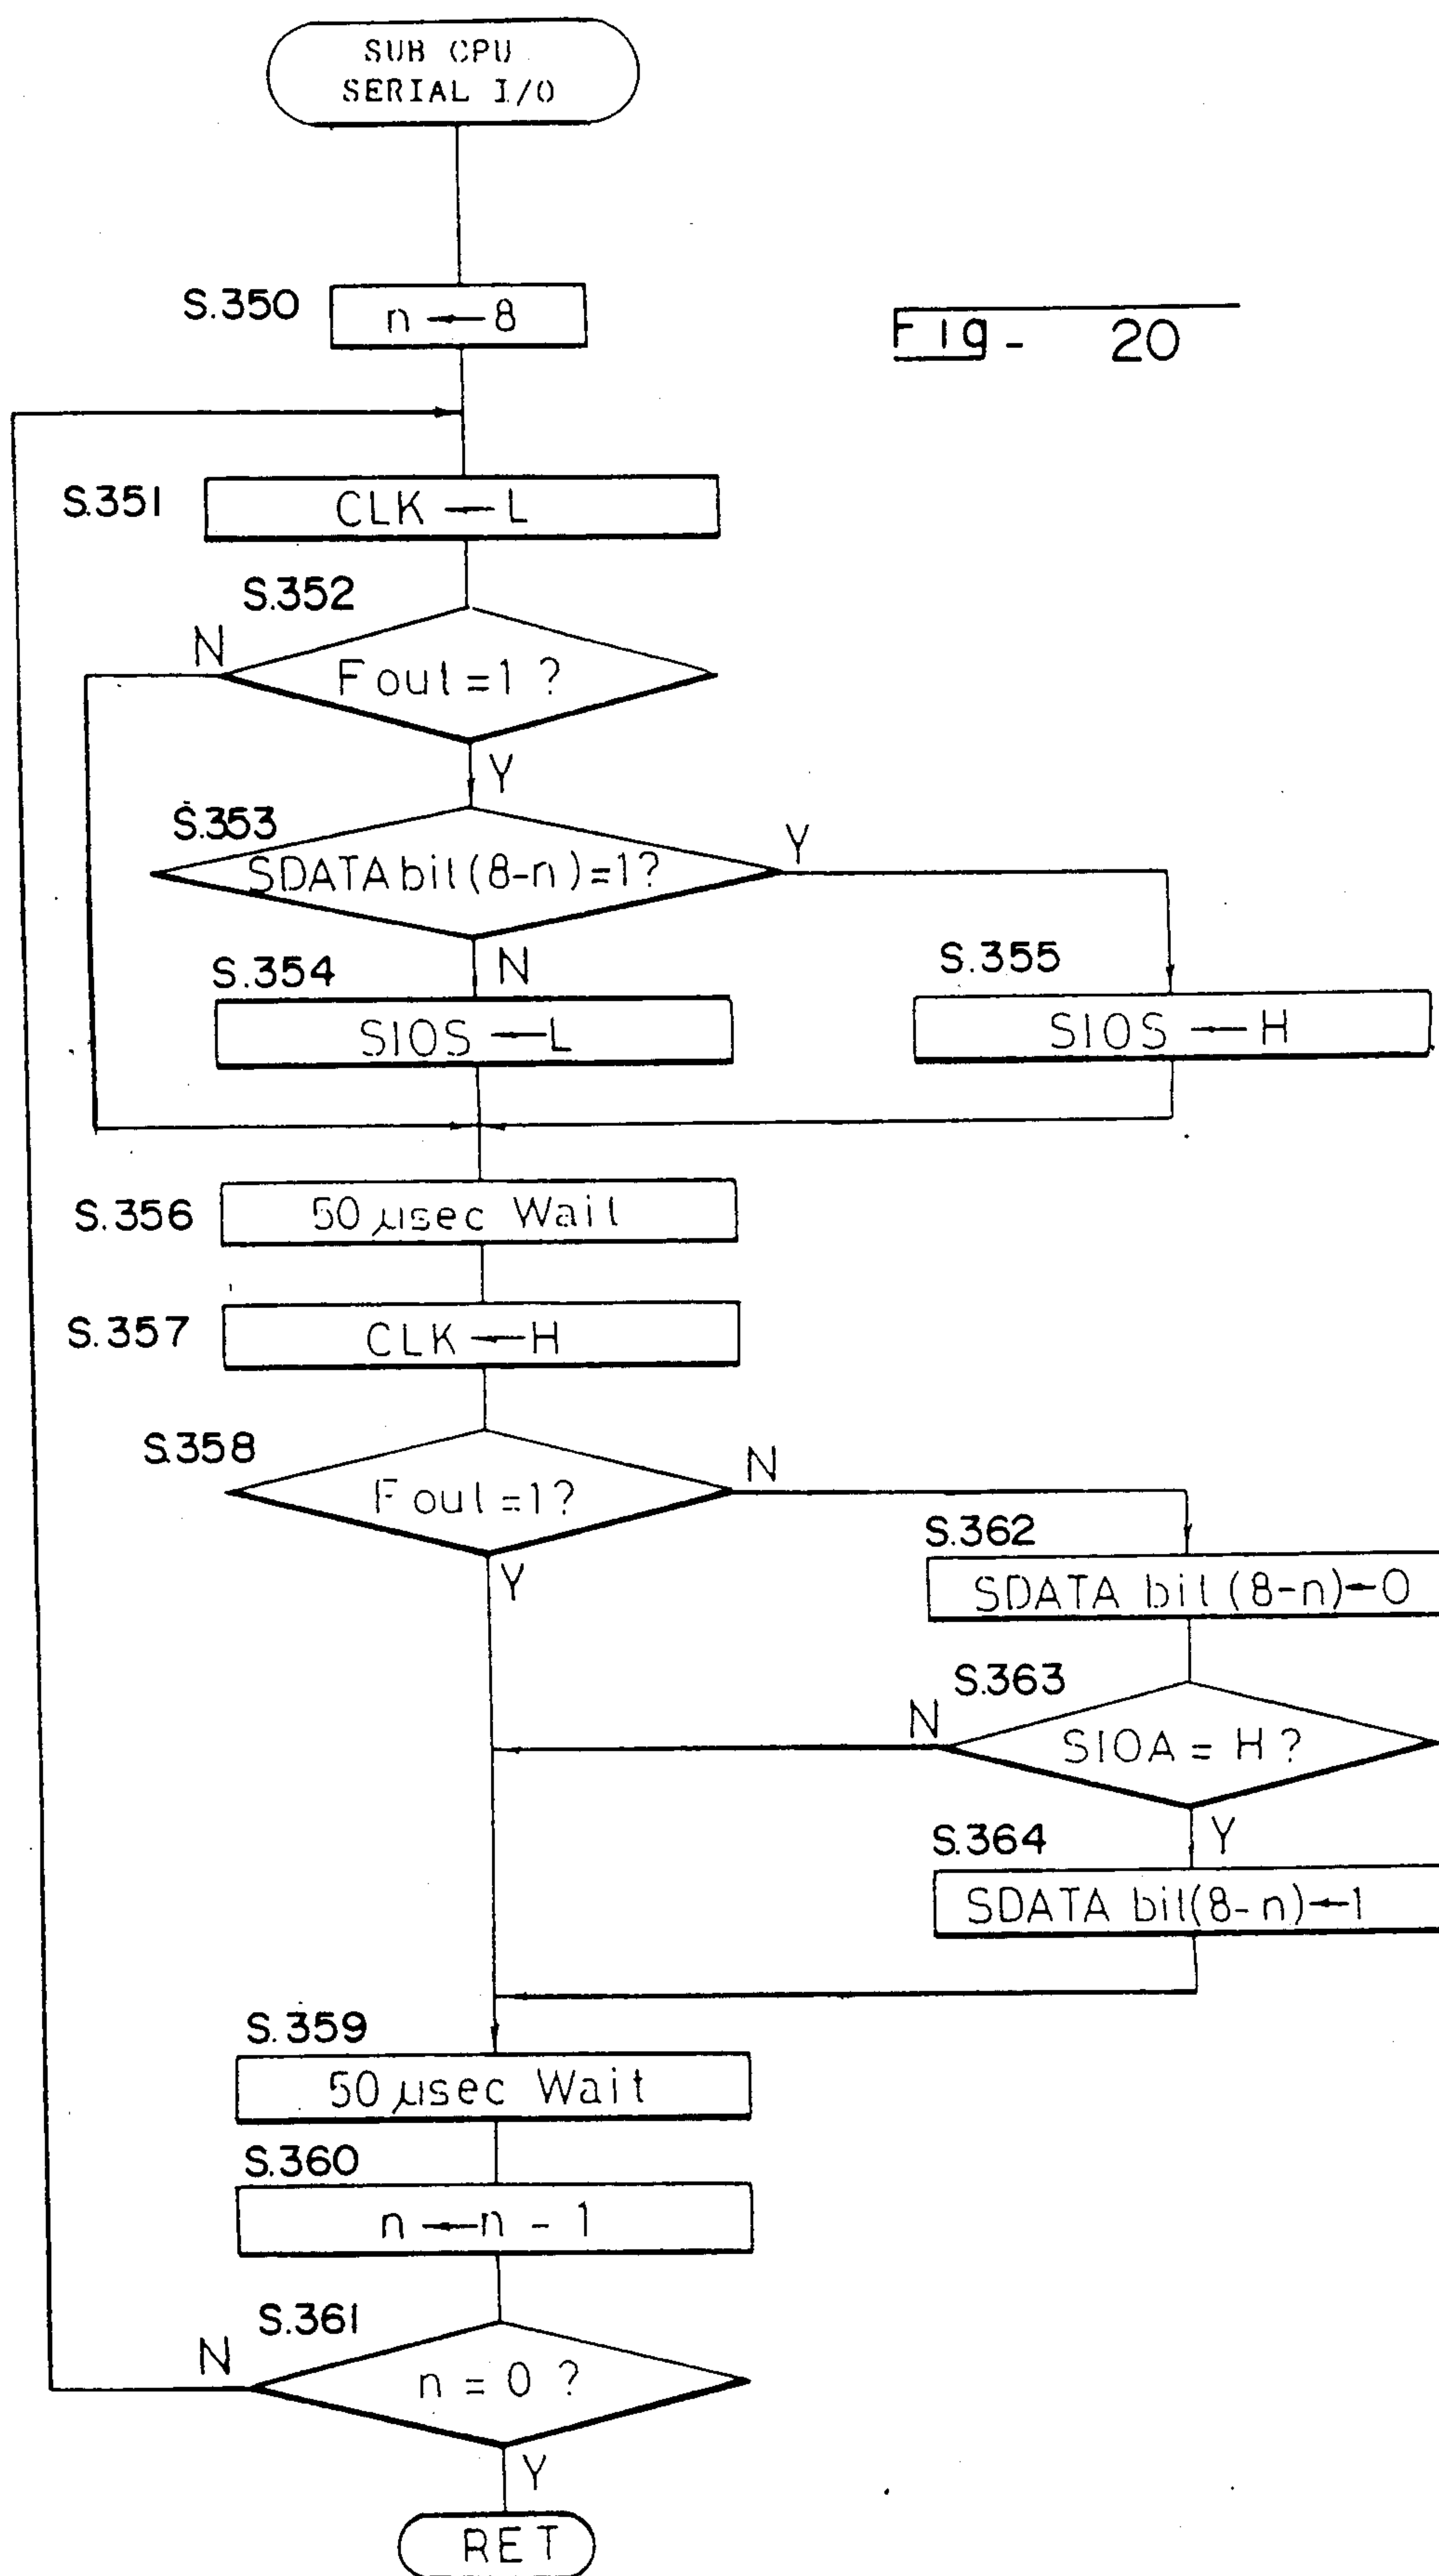 SUB CPU
SERIAL I/O
S.350
n ← 8
Fig - 20
S.351
CLK ← L
S.352
N
Fout=1 ?
Y
S.353
SDATA bit(8-n)=1?
Y
S.354
N
S.355
SIOS ← L
SIOS ← H
S.356
50 μsec Wait
S.357
CLK ← H
S.358
N
Fout=1?
Y
S.362
SDATA bit(8-n)←0
S.363
N
SIOA = H ?
S.364
Y
SDATA bit(8-n)←1
S.359
50 μsec Wait
S.360
n ← n - 1
S.361
N
n = 0 ?
Y
RET